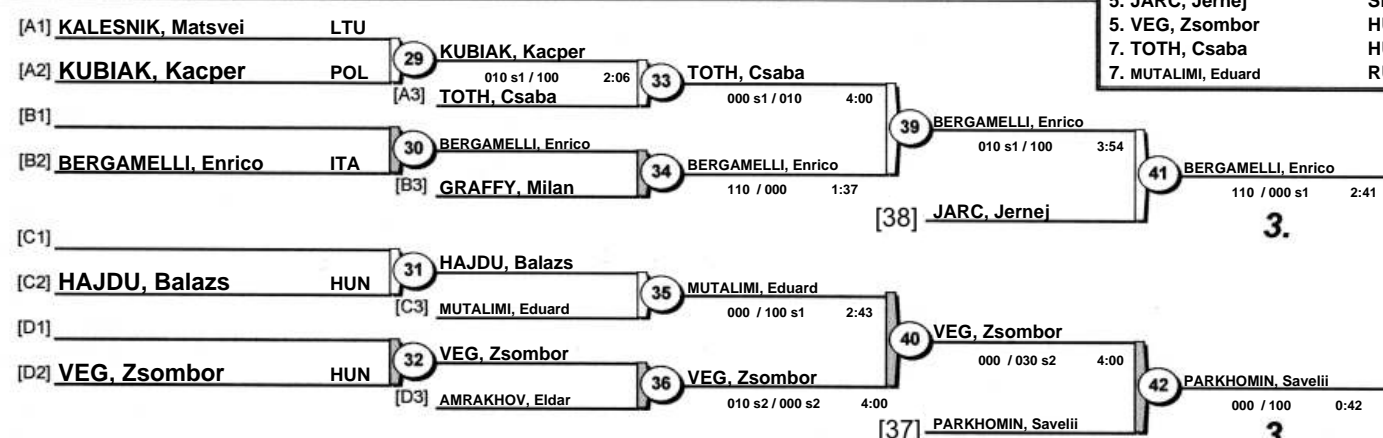 5. JARC, Jernej
5. VEG, Zsombor
7. TOTH, Csaba
7. MUTALIMI, Eduard
[A1] KALESNIK, Matsvei LTU
29
KUBIAK, Kacper
010 s1 / 100 2:06
[A2] KUBIAK, Kacper POL
[A3] TOTH, Csaba
33
TOTH, Csaba
000 s1 / 010 4:00
[B1]
30
BERGAMELLI, Enrico
[B2] BERGAMELLI, Enrico ITA
[B3] GRAFFY, Milan
34
BERGAMELLI, Enrico
110 / 000 1:37
39
BERGAMELLI, Enrico
010 s1 / 100 3:54
[38] JARC, Jernej
41
BERGAMELLI, Enrico
110 / 000 s1 2:41
3.
[C1]
31
HAJDU, Balazs
[C2] HAJDU, Balazs HUN
[C3] MUTALIMI, Eduard
35
MUTALIMI, Eduard
000 / 100 s1 2:43
[D1]
32
VEG, Zsombor
[D2] VEG, Zsombor HUN
[D3] AMRAKHOV, Eldar
36
VEG, Zsombor
010 s2 / 000 s2 4:00
40
VEG, Zsombor
000 / 030 s2 4:00
[37] PARKHOMIN, Savelii
42
PARKHOMIN, Savelii
000 / 100 0:42
3